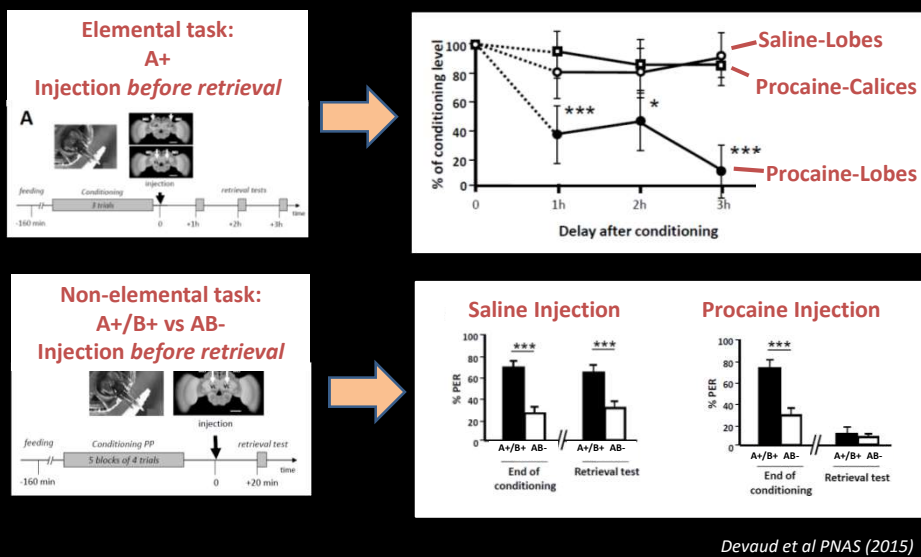 Elemental task:
A+
Injection before retrieval
A
injection
feeding
Conditioning
retrieval tests
3 trials
time
-160 min
0
+1h
+2h
+3h
% of conditioning level
100
80
60
40
20
0
***
*
***
0
1h
2h
3h
Delay after conditioning
Saline-Lobes
Procaine-Calices
Procaine-Lobes
Non-elemental task:
A+/B+ vs AB-
Injection before retrieval
injection
feeding
Conditioning PP
retrieval test
5 blocks of 4 trials
time
-160 min
0
+20 min
Saline Injection
% PER
100
80
60
40
20
0
***
***
A+/B+ AB-
A+/B+ AB-
End of
conditioning
Retrieval test
Procaine Injection
% PER
100
80
60
40
20
0
***
A+/B+ AB-
A+/B+ AB-
End of
conditioning
Retrieval test
Devaud et al PNAS (2015)